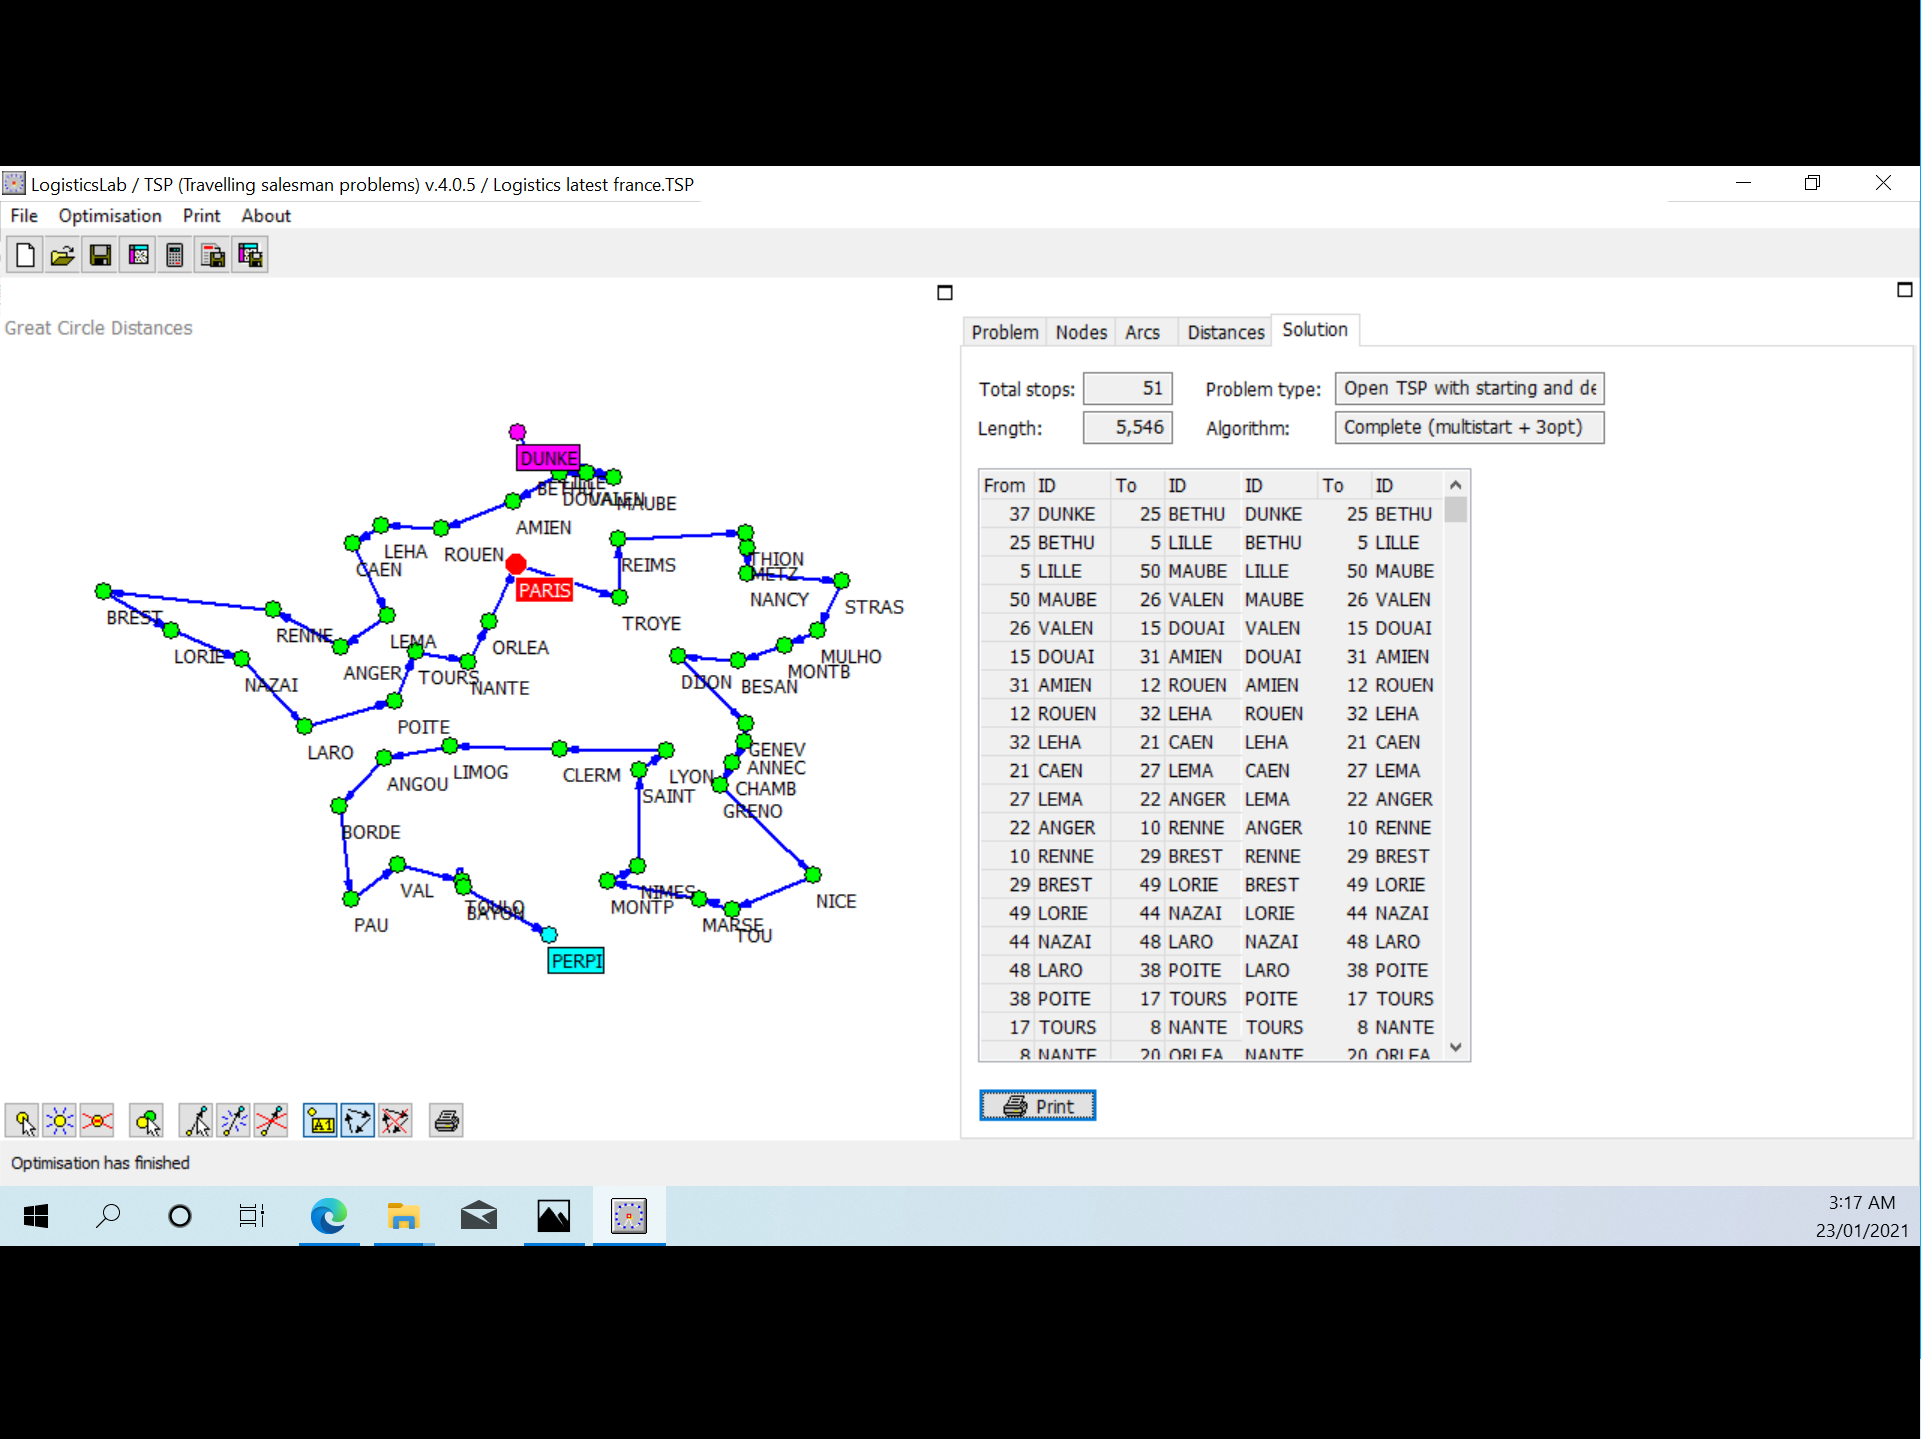 LogisticsLab / TSP (Travelling salesman problems) v.4.0.5 / Logistics latest france.TSP
File Optimisation Print About
Great Circle Distances
DUNKE
BETHU
LILLE
DOUAI
VALEN
MAUBE
AMIEN
LEHA
ROUEN
CAEN
REIMS
THION
METZ
PARIS
NANCY
STRAS
BREST
RENNE
TROYE
LEMA
ORLEA
LORIE
ANGER
TOURS
NANTE
MULHO
MONTB
NAZAI
DIJON
BESAN
POITE
LARO
GENEV
ANNEC
LIMOG
CLERM
LYON
ANGOU
SAINT
CHAMB
GRENO
BORDE
VAL
NIMES
MONTP
NICE
TOULO
BAYON
PAU
MARSE
TOU
PERPI
Problem Nodes Arcs Distances Solution
Total stops: 51 Problem type: Open TSP with starting and de
Length: 5,546 Algorithm: Complete (multistart + 3opt)
From ID To ID ID To ID
37 DUNKE 25 BETHU DUNKE 25 BETHU
25 BETHU 5 LILLE BETHU 5 LILLE
5 LILLE 50 MAUBE LILLE 50 MAUBE
50 MAUBE 26 VALEN MAUBE 26 VALEN
26 VALEN 15 DOUAI VALEN 15 DOUAI
15 DOUAI 31 AMIEN DOUAI 31 AMIEN
31 AMIEN 12 ROUEN AMIEN 12 ROUEN
12 ROUEN 32 LEHA ROUEN 32 LEHA
32 LEHA 21 CAEN LEHA 21 CAEN
21 CAEN 27 LEMA CAEN 27 LEMA
27 LEMA 22 ANGER LEMA 22 ANGER
22 ANGER 10 RENNE ANGER 10 RENNE
10 RENNE 29 BREST RENNE 29 BREST
29 BREST 49 LORIE BREST 49 LORIE
49 LORIE 44 NAZAI LORIE 44 NAZAI
44 NAZAI 48 LARO NAZAI 48 LARO
48 LARO 38 POITE LARO 38 POITE
38 POITE 17 TOURS POITE 17 TOURS
17 TOURS 8 NANTE TOURS 8 NANTE
8 NANTE 20 ORLEA NANTE 20 ORLEA
Print
A1
Optimisation has finished
3:17 AM
23/01/2021